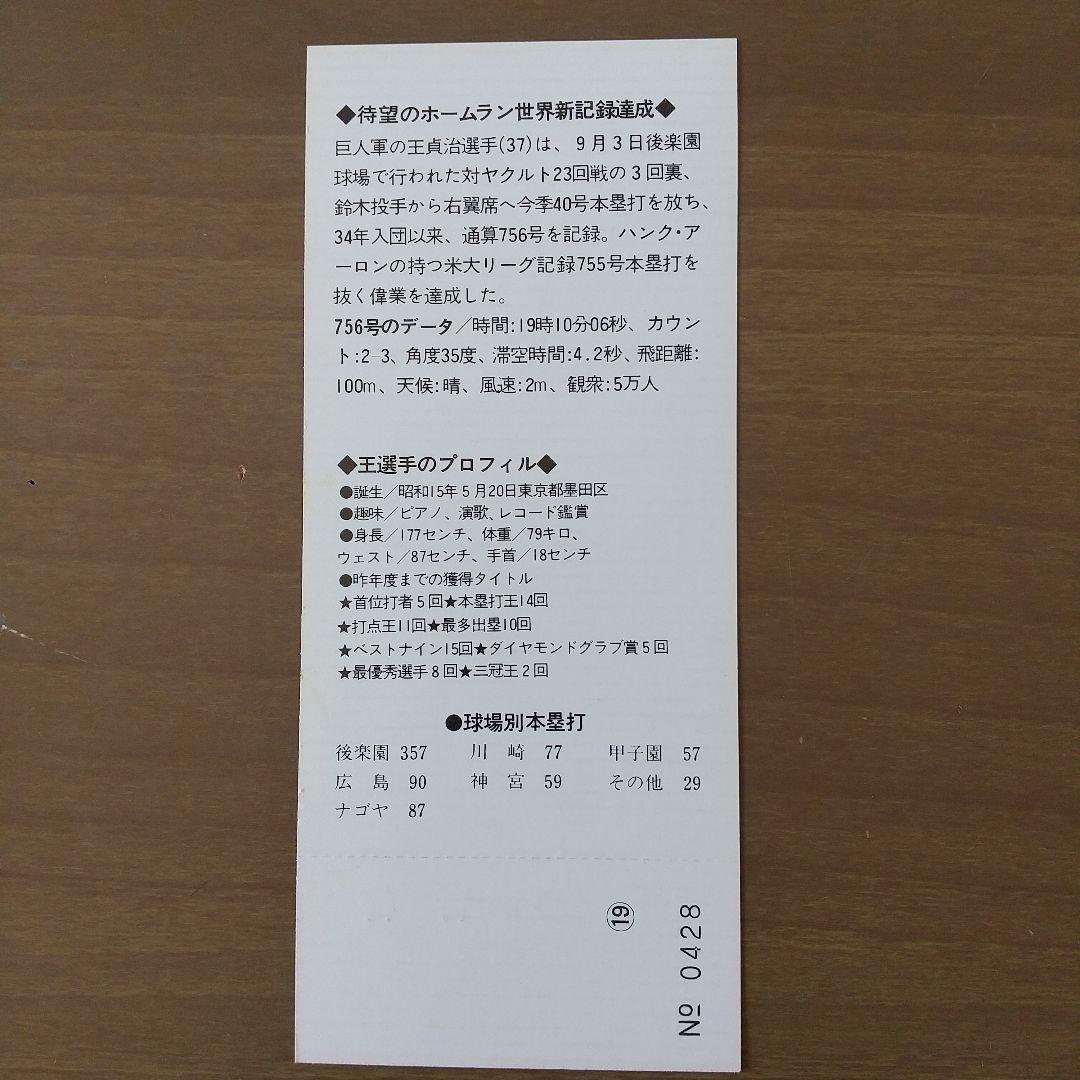 ◆待望のホームラン世界新記録達成◆
巨人軍の王貞治選手(37)は、9月3日後楽園
球場で行われた対ヤクルト23回戦の3回裏、
鈴木投手から右翼席へ今季40号本塁打を放ち、
34年入団以来、通算756号を記録。ハンク・ア
ーロンの持つ米大リーグ記録755号本塁打を
抜く偉業を達成した。
756号のデータ/時間:19時10分06秒、カウン
ト:2-3、角度35度、滞空時間:4.2秒、飛距離:
100m、天候:晴、風速:2m、観衆:5万人
◆王選手のプロフィル◆
●誕生/昭和15年5月20日東京都墨田区
●趣味/ピアノ、演歌、レコード鑑賞
●身長/177センチ、体重/79キロ、
ウェスト/87センチ、手首/18センチ
●昨年度までの獲得タイトル
★首位打者5回★本塁打王14回
★打点王11回★最多出塁10回
★ベストナイン15回★ダイヤモンドグラブ賞5回
★最優秀選手8回★三冠王2回
●球場別本塁打
後楽園 357 川崎 77 甲子園 57
広島 90 神宮 59 その他 29
ナゴヤ 87
⑲
№ 0428